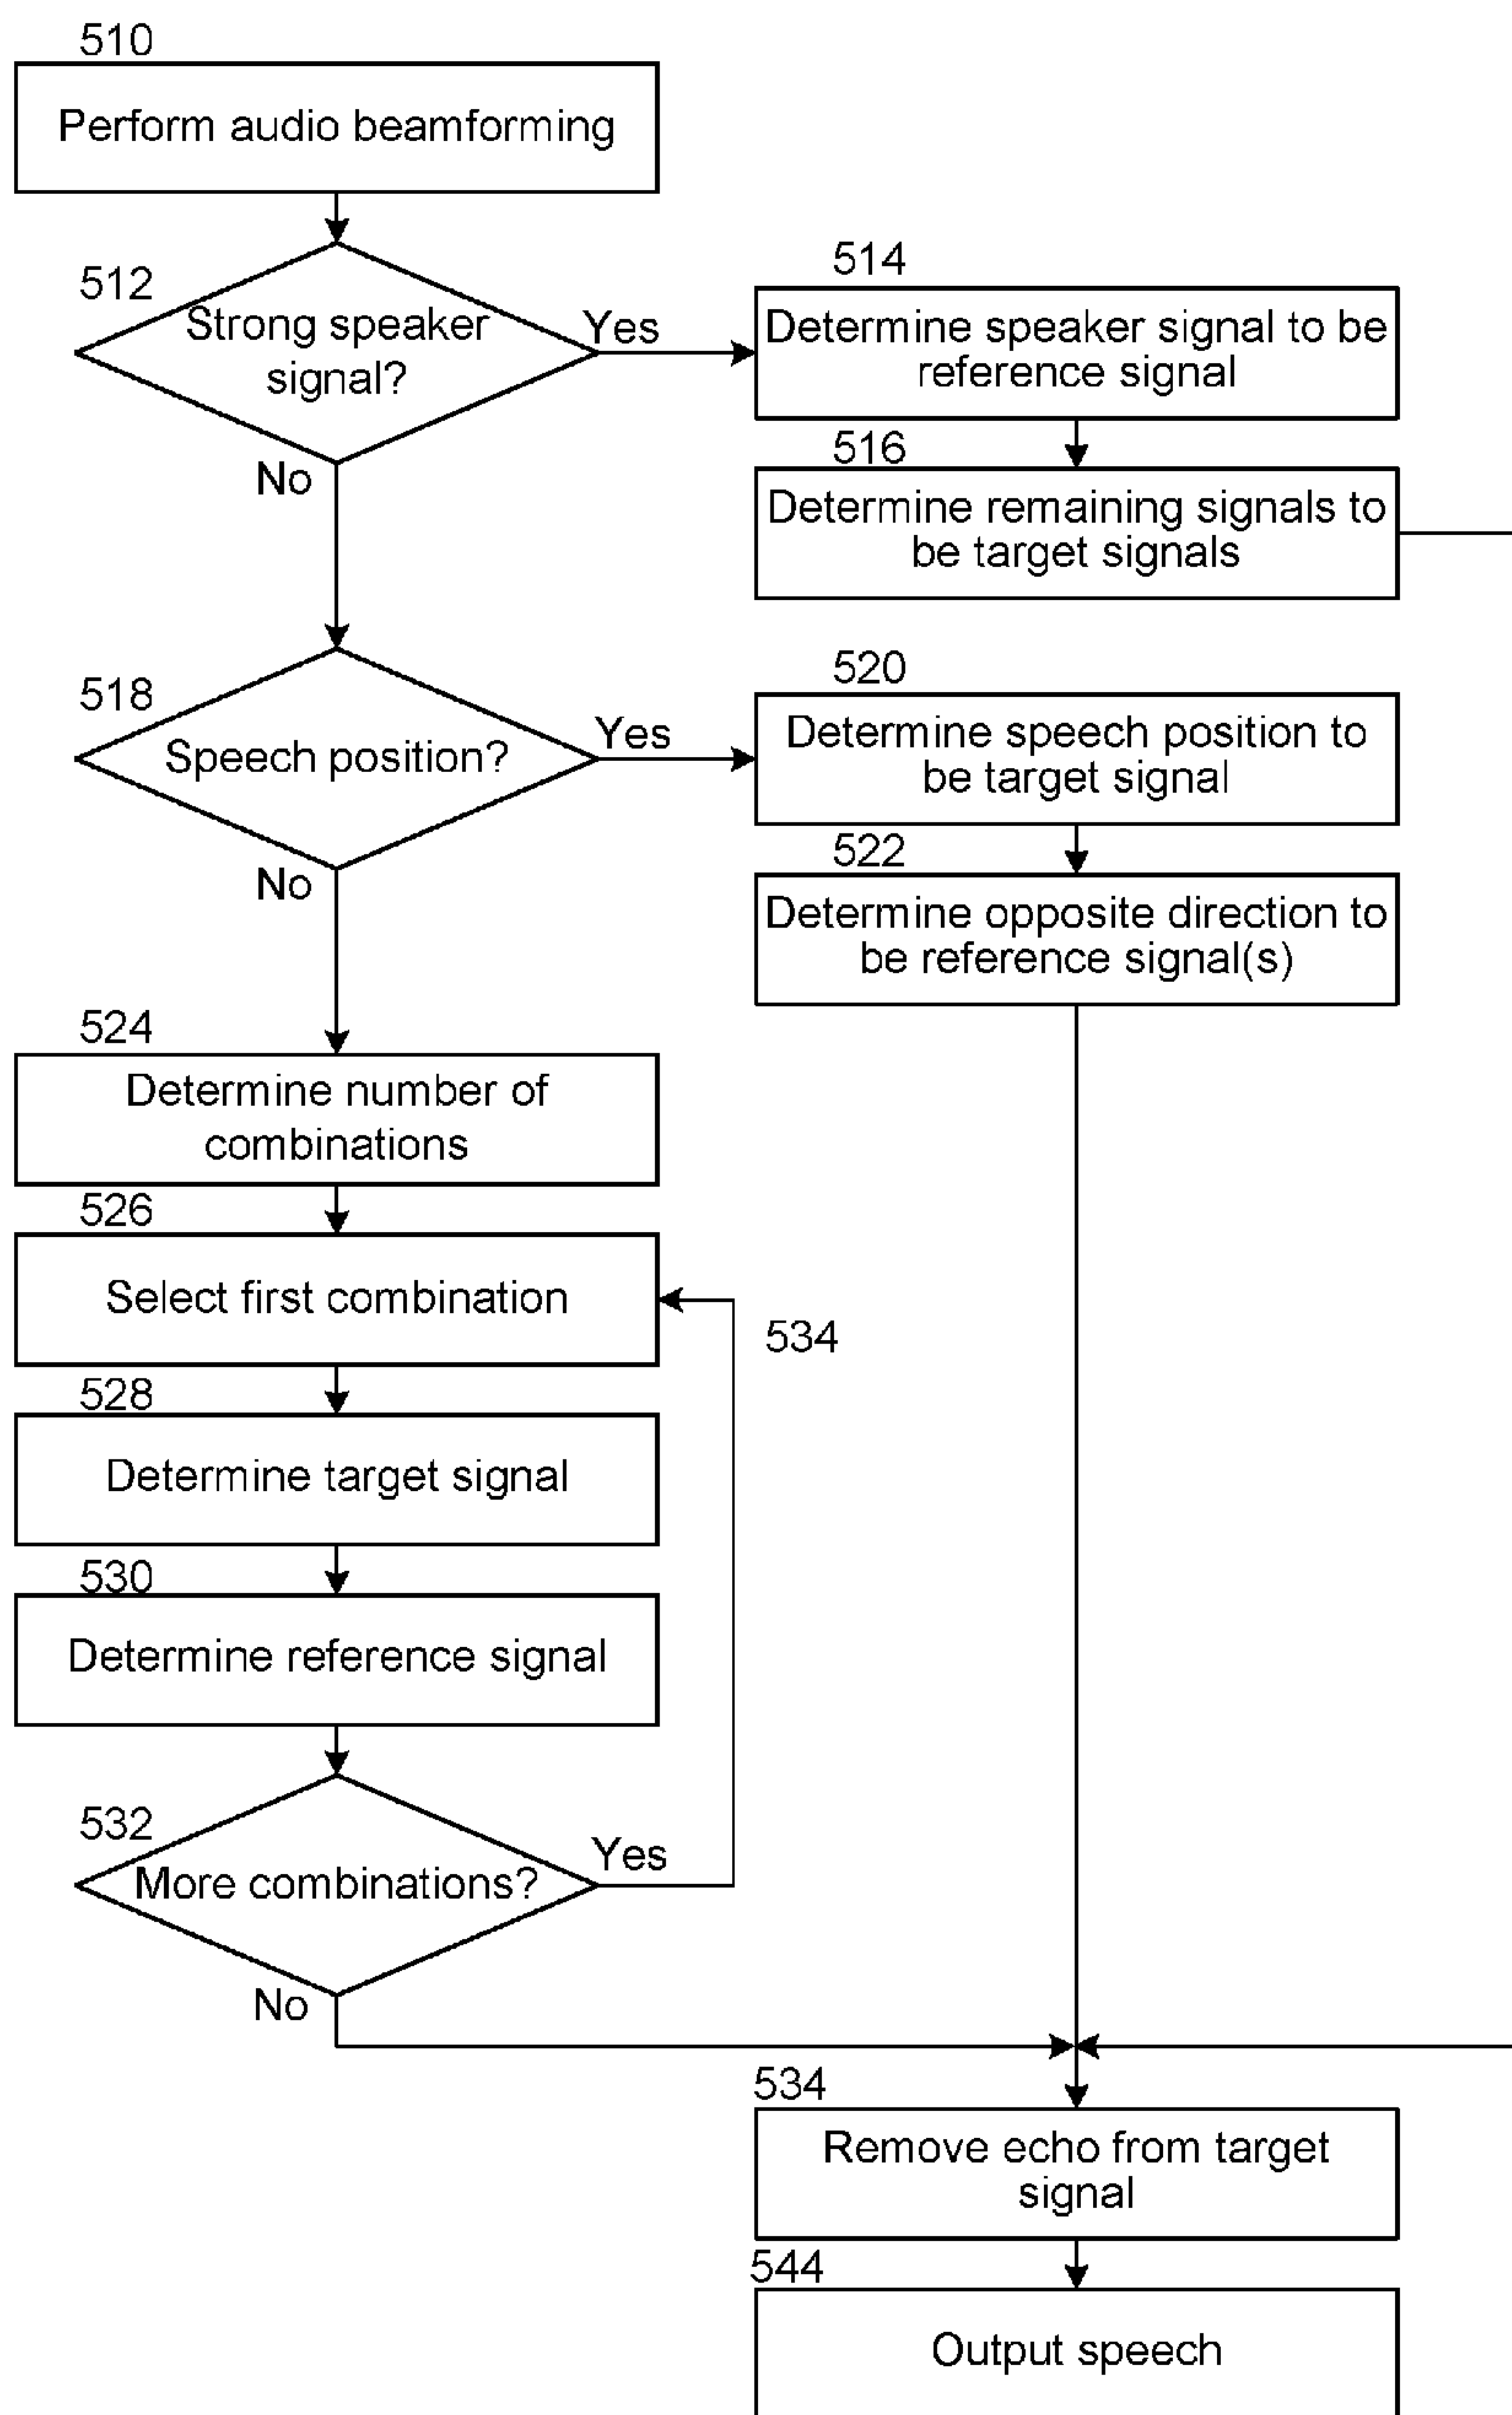 510
Perform audio beamforming
512
Strong speaker
signal?
Yes
No
514
Determine speaker signal to be
reference signal
516
Determine remaining signals to
be target signals
518
Speech position?
Yes
No
520
Determine speech position to
be target signal
522
Determine opposite direction to
be reference signal(s)
524
Determine number of
combinations
526
Select first combination
534
528
Determine target signal
530
Determine reference signal
532
More combinations?
Yes
No
534
Remove echo from target
signal
544
Output speech